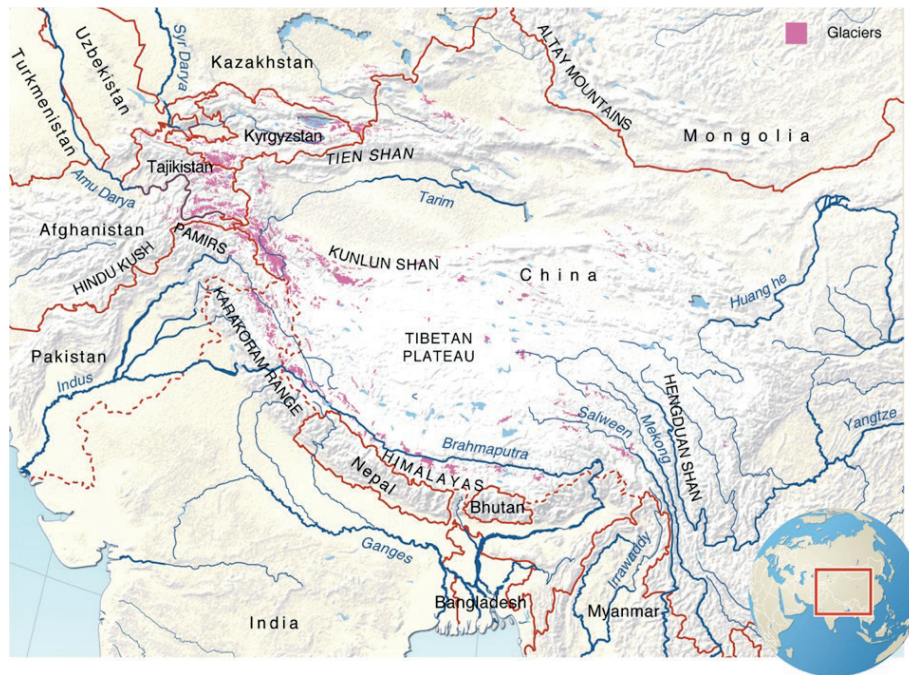 Glaciers
ALTAY MOUNTAINS
Syr Darya
Uzbekistan
Turkmenistan
Kazakhstan
Mongolia
Kyrgyzstan
TIEN SHAN
Tajikistan
Amu Darya
Tarim
Afghanistan
PAMIRS
HINDU KUSH
KUNLUN SHAN
China
Huang he
KARAKORAM RANGE
TIBETAN
PLATEAU
Pakistan
Indus
HENGDUAN SHAN
Salween
Mekong
Yangtze
Brahmaputra
HIMALAYAS
Nepal
Bhutan
Ganges
Irrawaddy
Bangladesh
Myanmar
India